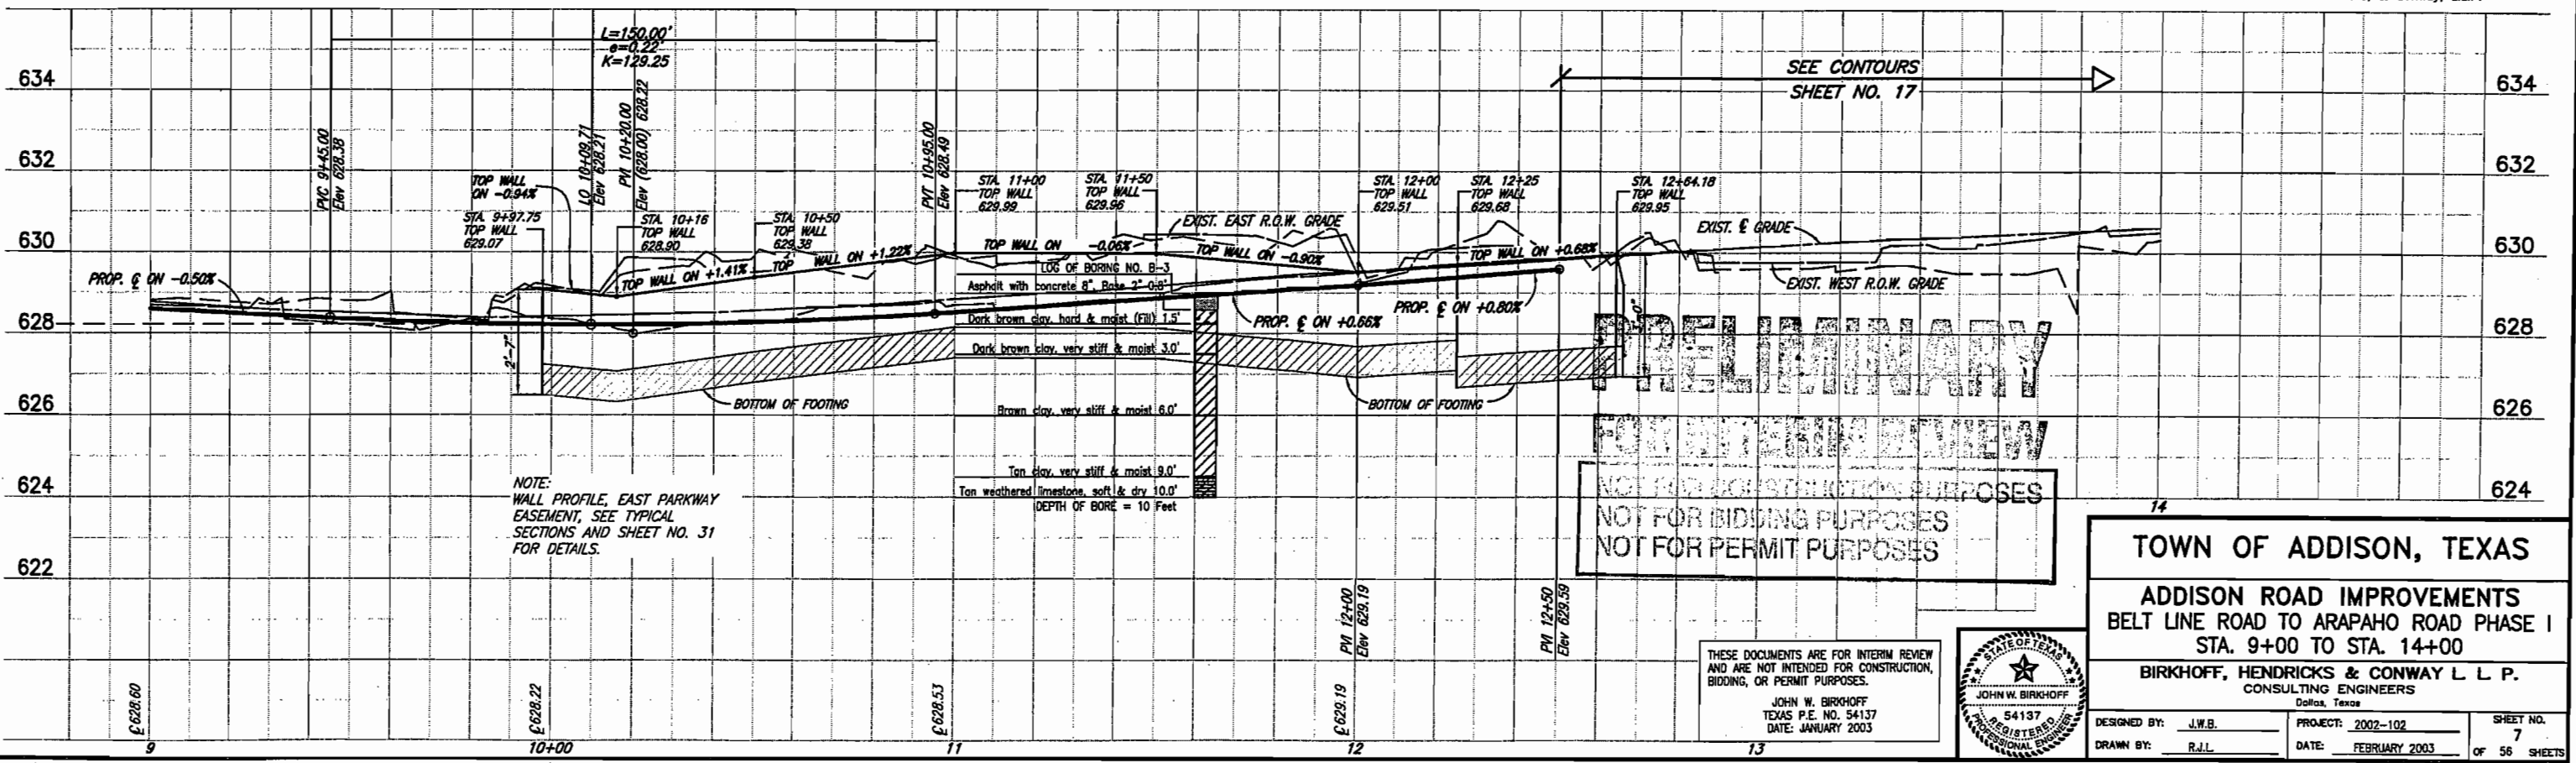 L=150.00'
e=0.22'
K=129.25
634
632
630
628
626
624
622
634
632
630
628
626
624
SEE CONTOURS
SHEET NO. 17
PVC 9+45.00
Elev 628.38
LO 10+09.71
Elev 628.21
PVI 10+20.00
Elev (628.00) 628.22
PVT 10+95.00
Elev 628.49
TOP WALL
ON -0.94%
STA. 9+97.75
TOP WALL
629.07
STA. 10+16
TOP WALL
628.90
STA. 10+50
TOP WALL
629.38
STA. 11+00
TOP WALL
629.99
STA. 11+50
TOP WALL
629.96
STA. 12+00
TOP WALL
629.51
STA. 12+25
TOP WALL
629.68
STA. 12+64.18
TOP WALL
629.95
EXIST. EAST R.O.W. GRADE
EXIST. ℄ GRADE
EXIST. WEST R.O.W. GRADE
PROP. ℄ ON -0.50%
TOP WALL ON +1.41%
TOP WALL ON +1.22%
TOP WALL ON -0.06%
TOP WALL ON -0.90%
TOP WALL ON +0.68%
PROP. ℄ ON +0.66%
PROP. ℄ ON +0.80%
LOG OF BORING NO. B-3
Asphalt with concrete 8", Base 2" 0.8'
Dark brown clay, hard & moist (Fill) 1.5'
Dark brown clay, very stiff & moist 3.0'
Brown clay, very stiff & moist 6.0'
Tan clay, very stiff & moist 9.0'
Tan weathered limestone, soft & dry 10.0'
DEPTH OF BORE = 10 Feet
2'-7"
BOTTOM OF FOOTING
BOTTOM OF FOOTING
NOTE:
WALL PROFILE, EAST PARKWAY
EASEMENT, SEE TYPICAL
SECTIONS AND SHEET NO. 31
FOR DETAILS.
PRELIMINARY
FOR INTERIM REVIEW
NOT FOR CONSTRUCTION PURPOSES
NOT FOR BIDDING PURPOSES
NOT FOR PERMIT PURPOSES
PVI 12+00
Elev 629.19
PVI 12+50
Elev 629.59
℄ 628.60
℄ 628.22
℄ 628.53
℄ 629.19
9
10+00
11
12
13
14
THESE DOCUMENTS ARE FOR INTERIM REVIEW
AND ARE NOT INTENDED FOR CONSTRUCTION,
BIDDING, OR PERMIT PURPOSES.
JOHN W. BIRKHOFF
TEXAS P.E. NO. 54137
DATE: JANUARY 2003
STATE OF TEXAS
JOHN W. BIRKHOFF
54137
REGISTERED
PROFESSIONAL ENGINEER
TOWN OF ADDISON, TEXAS
ADDISON ROAD IMPROVEMENTS
BELT LINE ROAD TO ARAPAHO ROAD PHASE I
STA. 9+00 TO STA. 14+00
BIRKHOFF, HENDRICKS & CONWAY L. L. P.
CONSULTING ENGINEERS
Dallas, Texas
DESIGNED BY: J.W.B.
DRAWN BY: R.J.L.
PROJECT: 2002-102
DATE: FEBRUARY 2003
SHEET NO.
7
OF 56 SHEETS